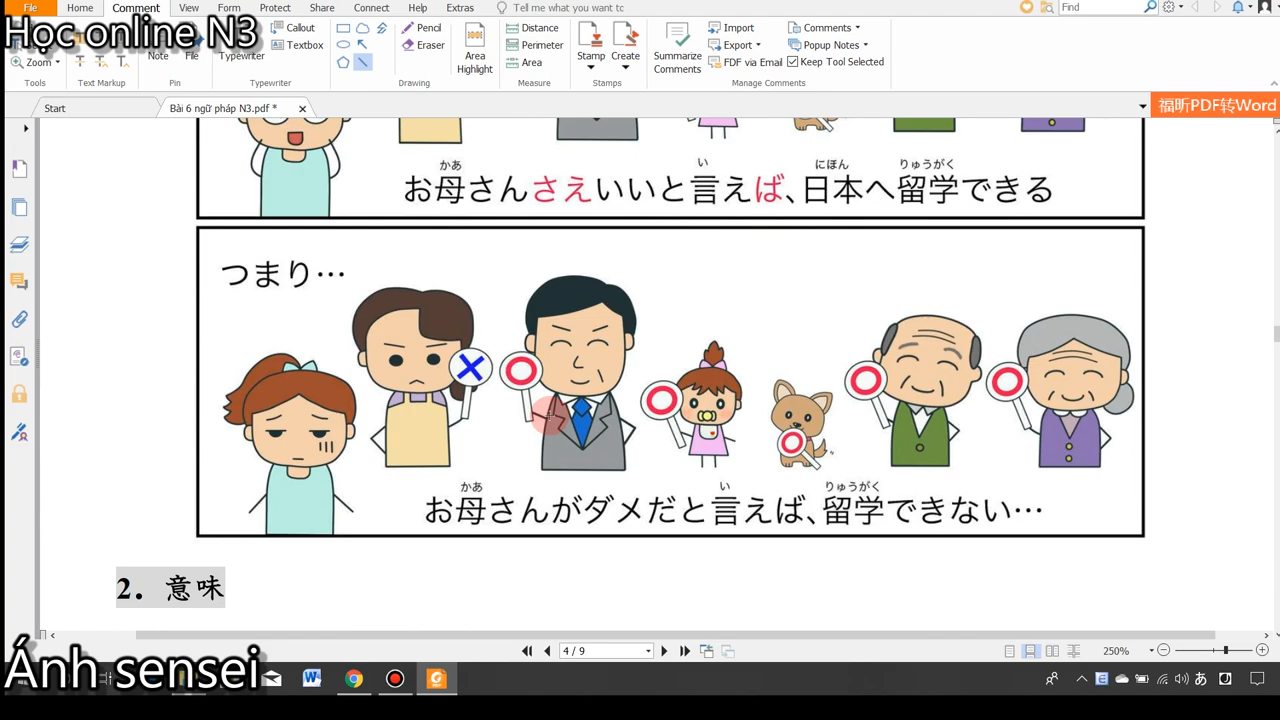 File Home Comment View Form Protect Share Connect Help Extras Tell me what you want tc Find
Học online N3
Zoom Note File Typewriter Callout Textbox Pencil Eraser Area Highlight Distance Perimeter Area Stamp Create Summarize Comments Import Export FDF via Email Comments Popup Notes Keep Tool Selected
Tools Text Markup Pin Typewriter Drawing Measure Stamps Manage Comments
Start Bài 6 ngữ pháp N3.pdf * 福昕PDF转Word
かあ い にほん りゅうがく
お母さんさえいいと言えば、日本へ留学できる
つまり…
かあ い りゅうがく
お母さんがダメだと言えば、留学できない…
2. 意味
4 / 9 250%
Ánh sensei
あ